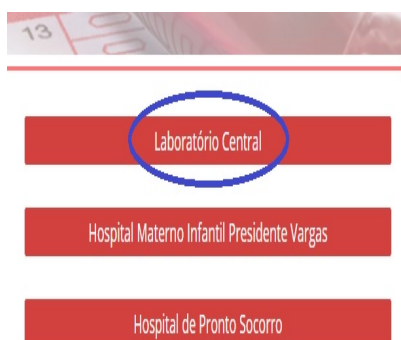 13
Laboratório Central
Hospital Materno Infantil Presidente Vargas
Hospital de Pronto Socorro